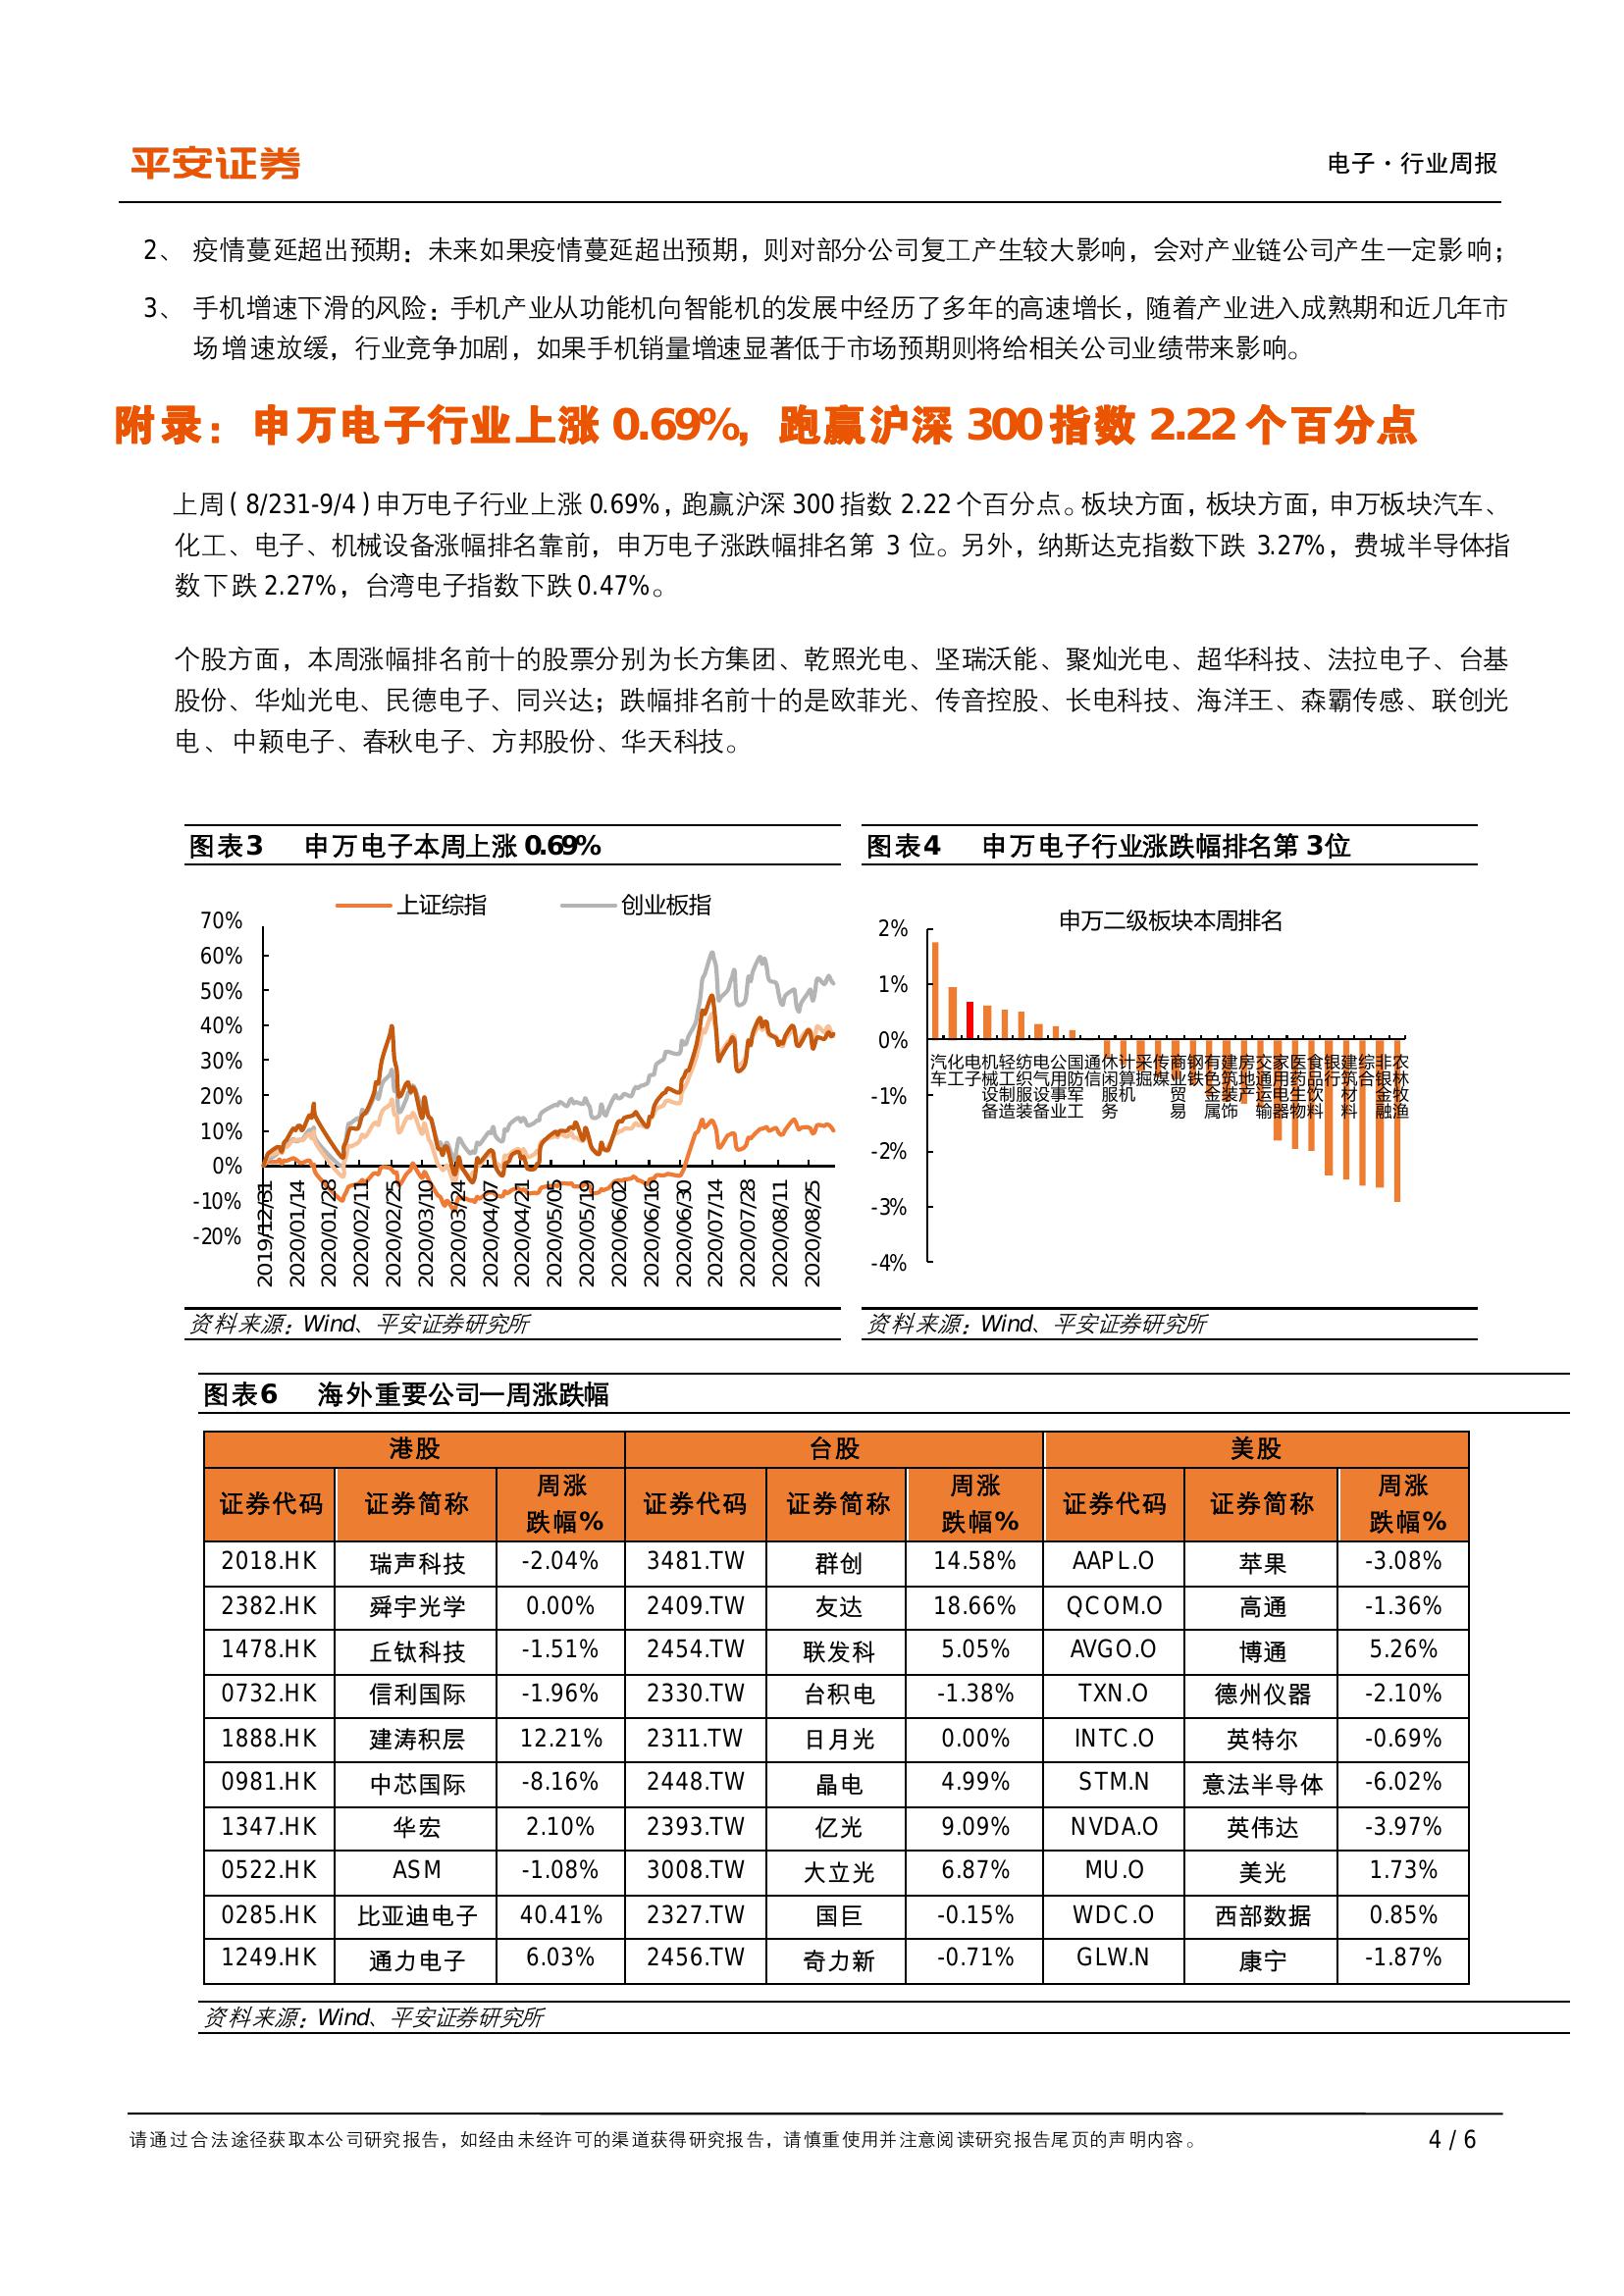 平安证券
电子·行业周报
2、 疫情蔓延超出预期：未来如果疫情蔓延超出预期，则对部分公司复工产生较大影响，会对产业链公司产生一定影响；
3、 手机增速下滑的风险：手机产业从功能机向智能机的发展中经历了多年的高速增长，随着产业进入成熟期和近几年市
场增速放缓，行业竞争加剧，如果手机销量增速显著低于市场预期则将给相关公司业绩带来影响。
附录：申万电子行业上涨 0.69%，跑赢沪深 300 指数 2.22 个百分点
上周（8/231-9/4）申万电子行业上涨 0.69%，跑赢沪深 300 指数 2.22 个百分点。板块方面，板块方面，申万板块汽车、
化工、电子、机械设备涨幅排名靠前，申万电子涨跌幅排名第 3 位。另外，纳斯达克指数下跌 3.27%，费城半导体指
数下跌 2.27%，台湾电子指数下跌 0.47%。
个股方面，本周涨幅排名前十的股票分别为长方集团、乾照光电、坚瑞沃能、聚灿光电、超华科技、法拉电子、台基
股份、华灿光电、民德电子、同兴达；跌幅排名前十的是欧菲光、传音控股、长电科技、海洋王、森霸传感、联创光
电、中颖电子、春秋电子、方邦股份、华天科技。
图表3 申万电子本周上涨 0.69%
上证综指 创业板指
70%
60%
50%
40%
30%
20%
10%
0%
-10%
-20%
2019/12/31 2020/01/14 2020/01/28 2020/02/11 2020/02/25 2020/03/10 2020/03/24 2020/04/07 2020/04/21 2020/05/05 2020/05/19 2020/06/02 2020/06/16 2020/06/30 2020/07/14 2020/07/28 2020/08/11 2020/08/25
资料来源：Wind、平安证券研究所
图表4 申万电子行业涨跌幅排名第 3位
申万二级板块本周排名
2%
1%
0%
-1%
-2%
-3%
-4%
汽车 化工 电子 机械设备 轻工制造 纺织服装 电气设备 公用事业 国防军工 通信 休闲服务 计算机 采掘 传媒 商业贸易 钢铁 有色金属 建筑装饰 房地产 交通运输 家用电器 医药生物 食品饮料 银行 建筑材料 综合 非银金融 农林牧渔
资料来源：Wind、平安证券研究所
图表6 海外重要公司一周涨跌幅
港股 台股 美股
证券代码 证券简称 周涨跌幅% 证券代码 证券简称 周涨跌幅% 证券代码 证券简称 周涨跌幅%
2018.HK 瑞声科技 -2.04% 3481.TW 群创 14.58% AAPL.O 苹果 -3.08%
2382.HK 舜宇光学 0.00% 2409.TW 友达 18.66% QCOM.O 高通 -1.36%
1478.HK 丘钛科技 -1.51% 2454.TW 联发科 5.05% AVGO.O 博通 5.26%
0732.HK 信利国际 -1.96% 2330.TW 台积电 -1.38% TXN.O 德州仪器 -2.10%
1888.HK 建涛积层 12.21% 2311.TW 日月光 0.00% INTC.O 英特尔 -0.69%
0981.HK 中芯国际 -8.16% 2448.TW 晶电 4.99% STM.N 意法半导体 -6.02%
1347.HK 华宏 2.10% 2393.TW 亿光 9.09% NVDA.O 英伟达 -3.97%
0522.HK ASM -1.08% 3008.TW 大立光 6.87% MU.O 美光 1.73%
0285.HK 比亚迪电子 40.41% 2327.TW 国巨 -0.15% WDC.O 西部数据 0.85%
1249.HK 通力电子 6.03% 2456.TW 奇力新 -0.71% GLW.N 康宁 -1.87%
资料来源：Wind、平安证券研究所
请通过合法途径获取本公司研究报告，如经由未经许可的渠道获得研究报告，请慎重使用并注意阅读研究报告尾页的声明内容。
4 / 6